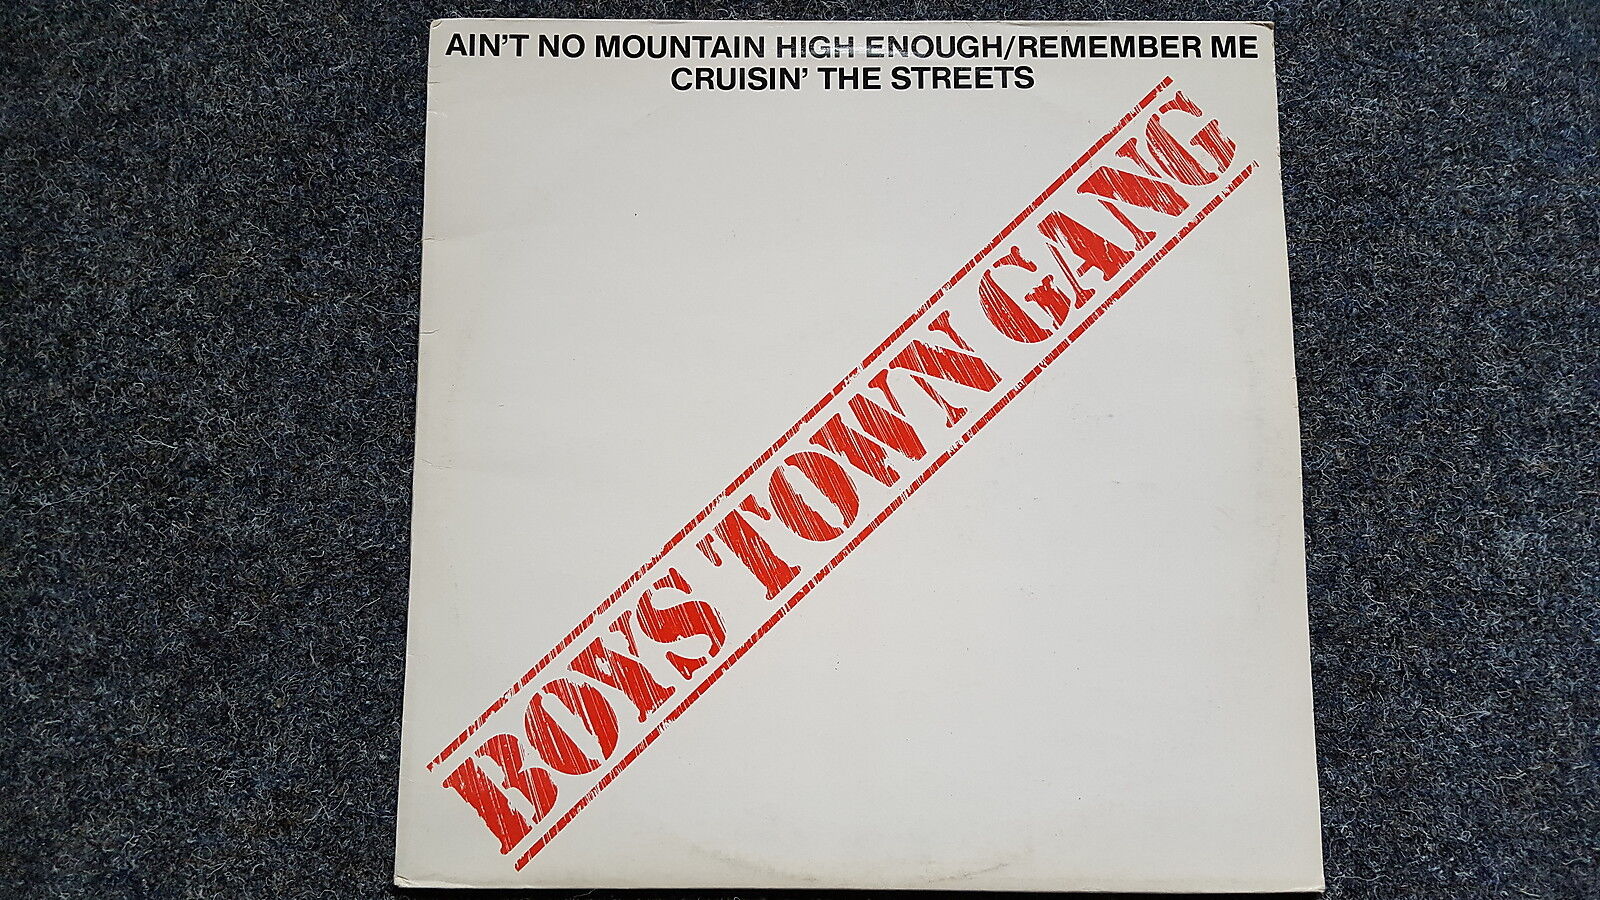 AIN'T NO MOUNTAIN HIGH ENOUGH/REMEMBER ME
CRUISIN' THE STREETS
BOYS TOWN GANG